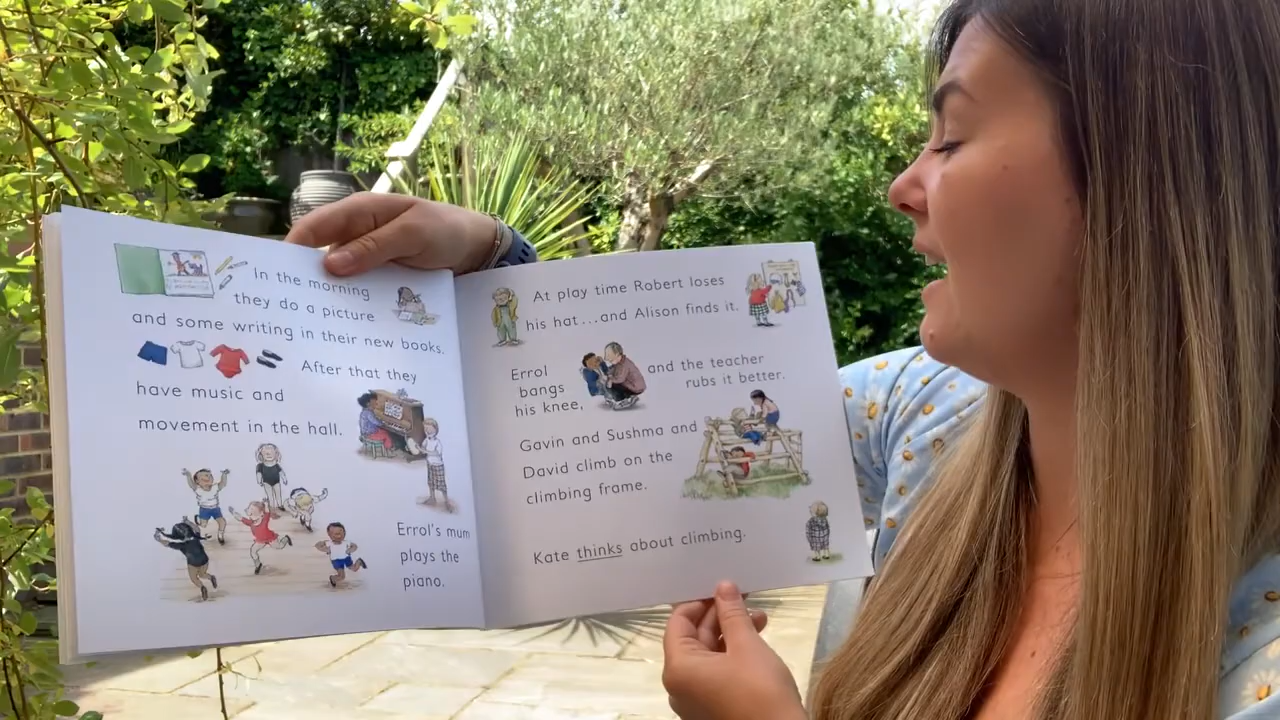 In the morning
they do a picture
and some writing in their new books.
After that they
have music and
movement in the hall.
Errol's mum
plays the
piano.
At play time Robert loses
his hat...and Alison finds it.
Errol
bangs
his knee,
and the teacher
rubs it better.
Gavin and Sushma and
David climb on the
climbing frame.
Kate thinks about climbing.